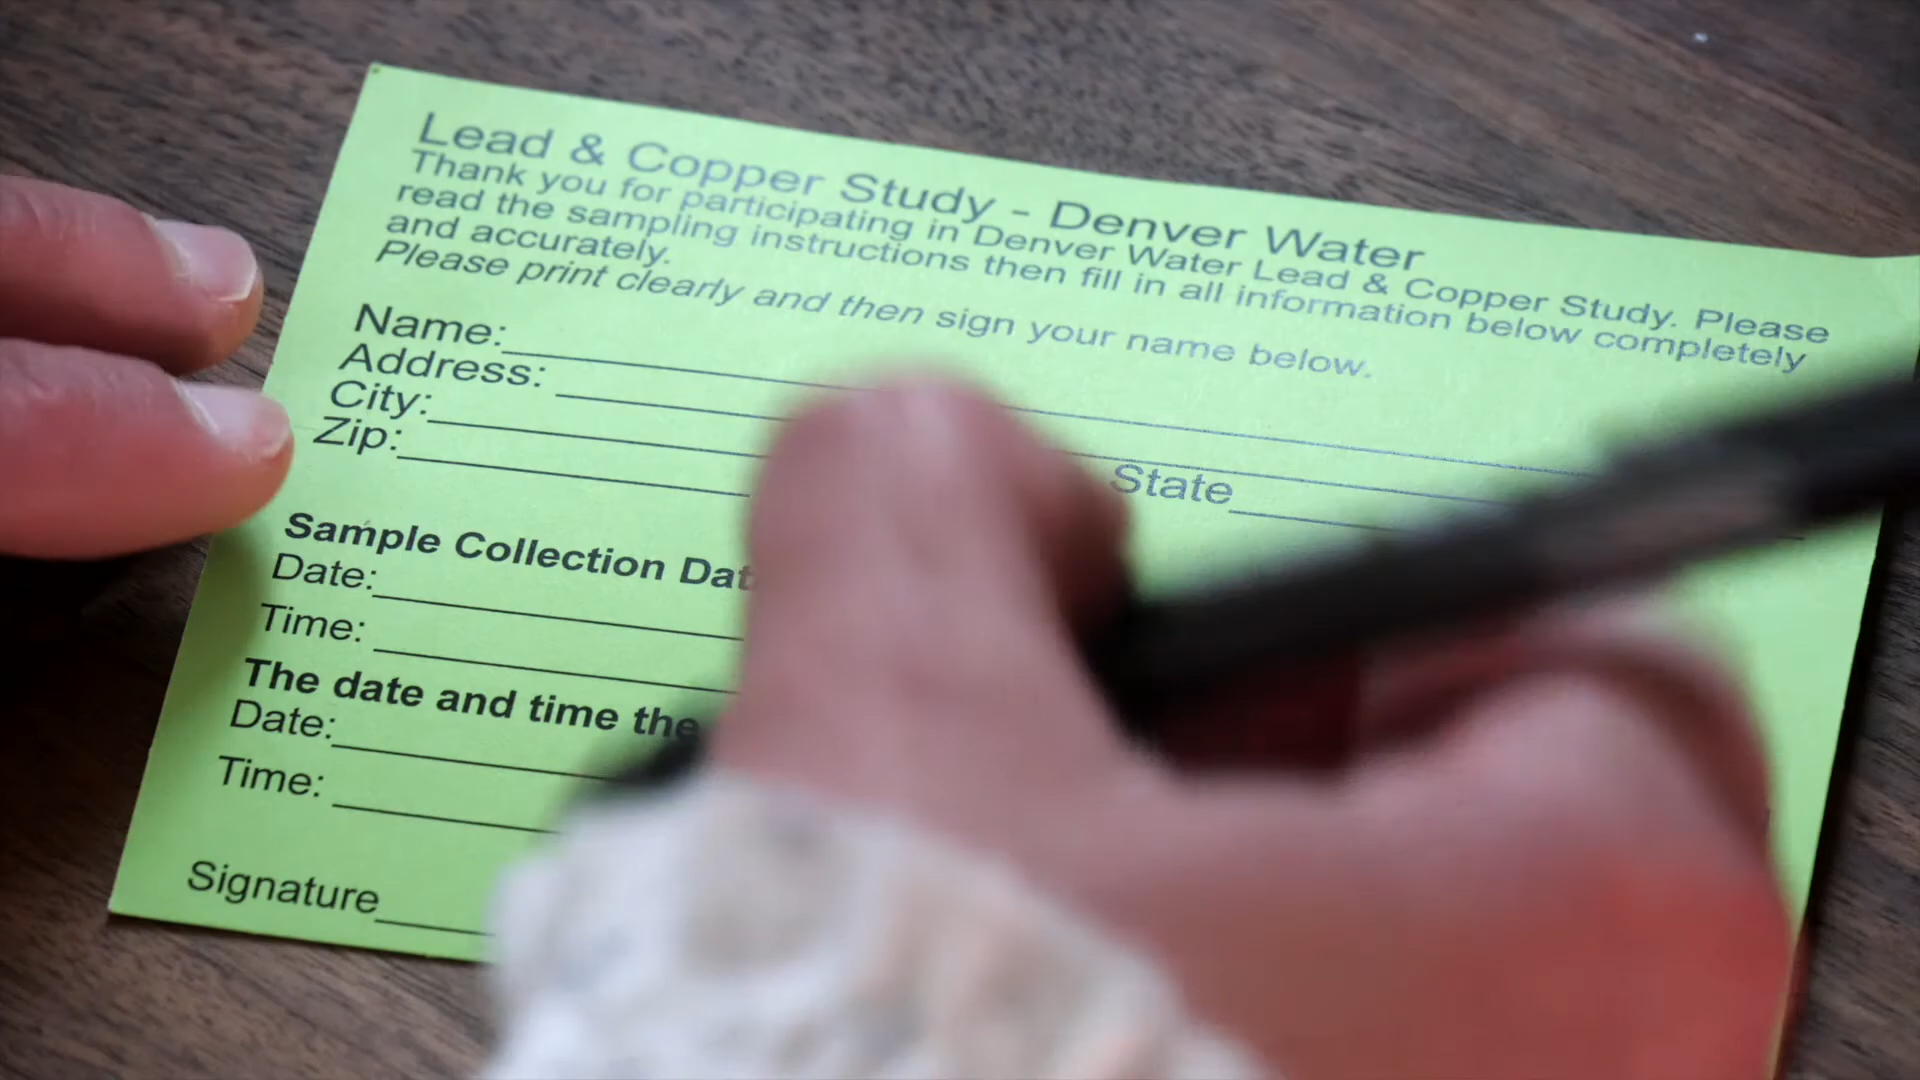 Lead & Copper Study - Denver Water
Thank you for participating in Denver Water Lead & Copper Study. Please
read the sampling instructions then fill in all information below completely
and accurately.
Please print clearly and then sign your name below.
Name:
Address:
City:
State
Zip:
Sample Collection
Date:
Time:
The date and time the
Date:
Time:
Signature